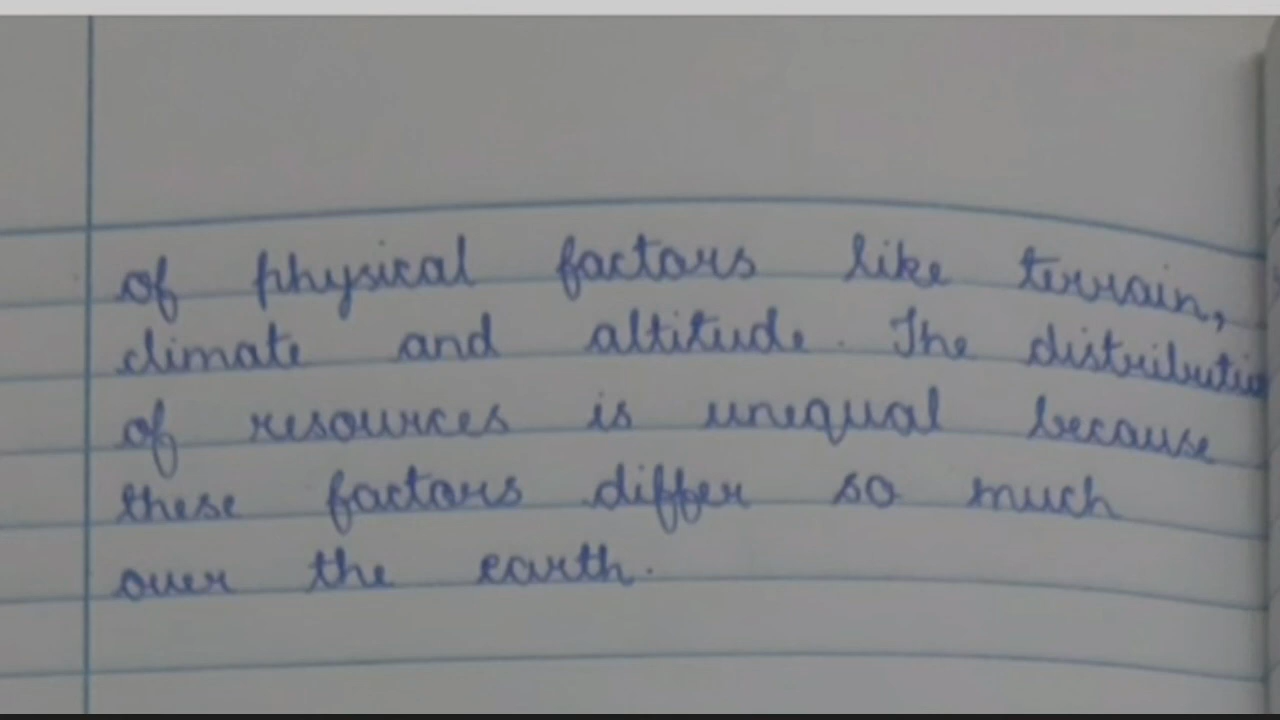 of physical factors like terrain,
climate and altitude. The distributio
of resources is unequal because
these factors differ so much
over the earth.